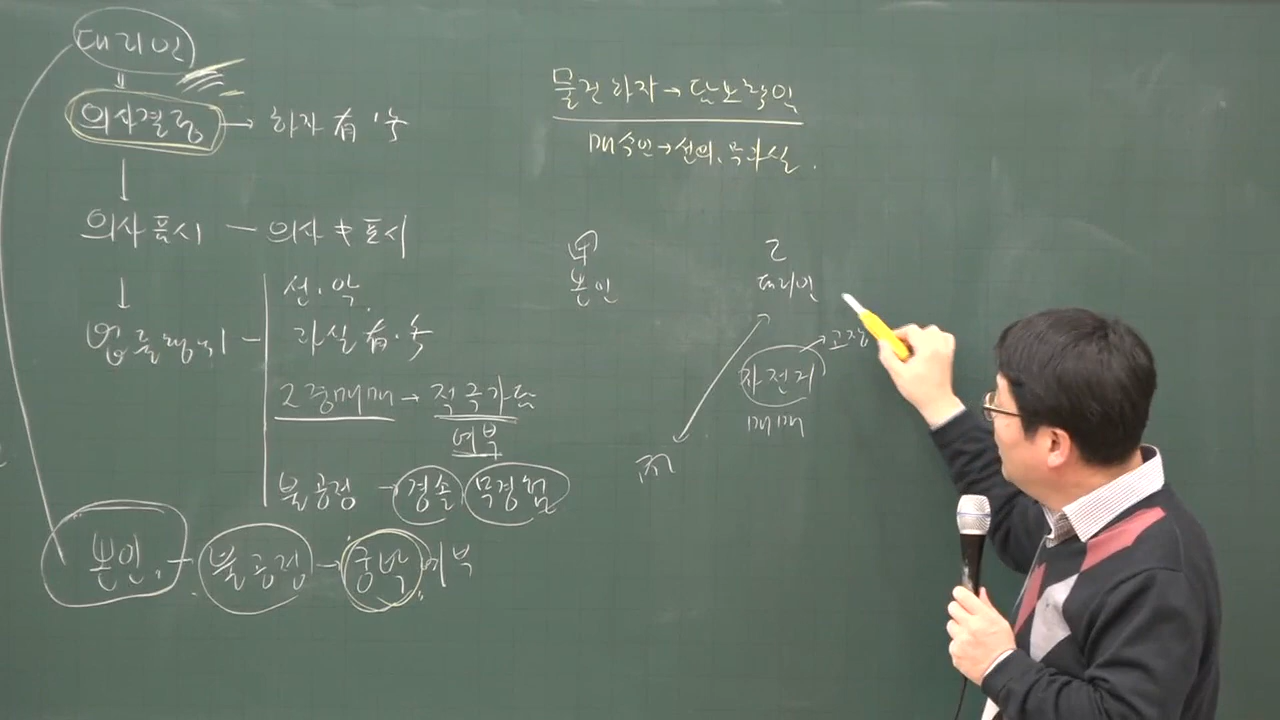 대리인
의사결정 → 하자 有·無
의사표시 - 의사 ≠ 표시
법률행위 -
선·악
과실 有·無
2중매매 → 적극가담
여부
불공정 → 경솔 무경험
본인 - 불공정 → 궁박 여부
물건하자 → 담보책임
매수인 → 선의, 무과실.
甲
본인
乙
대리인
자전거 → 고장
매매
丙